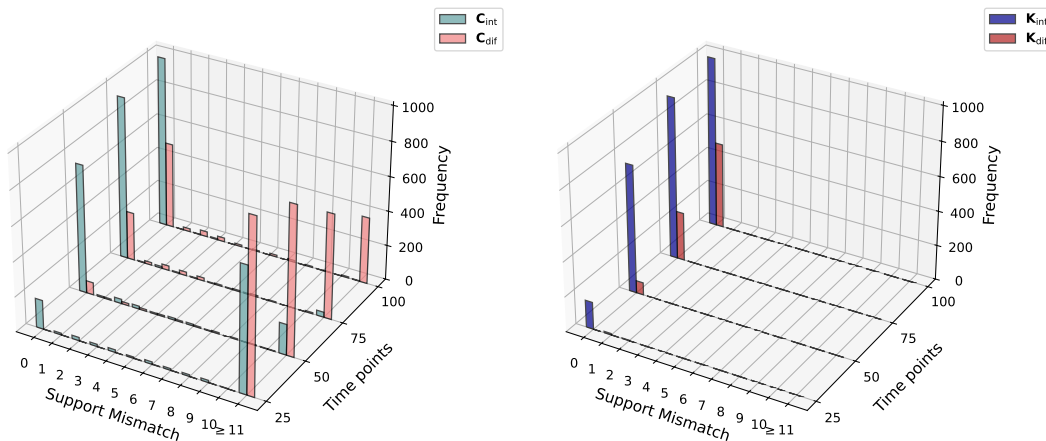 C_int
C_dif
1000
800
600
400
200
0
Frequency
0 1 2 3 4 5 6 7 8 9 10 ≥ 11
Support Mismatch
25 50 75 100
Time points
K_int
K_dif
1000
800
600
400
200
0
Frequency
0 1 2 3 4 5 6 7 8 9 10 ≥ 11
Support Mismatch
25 50 75 100
Time points